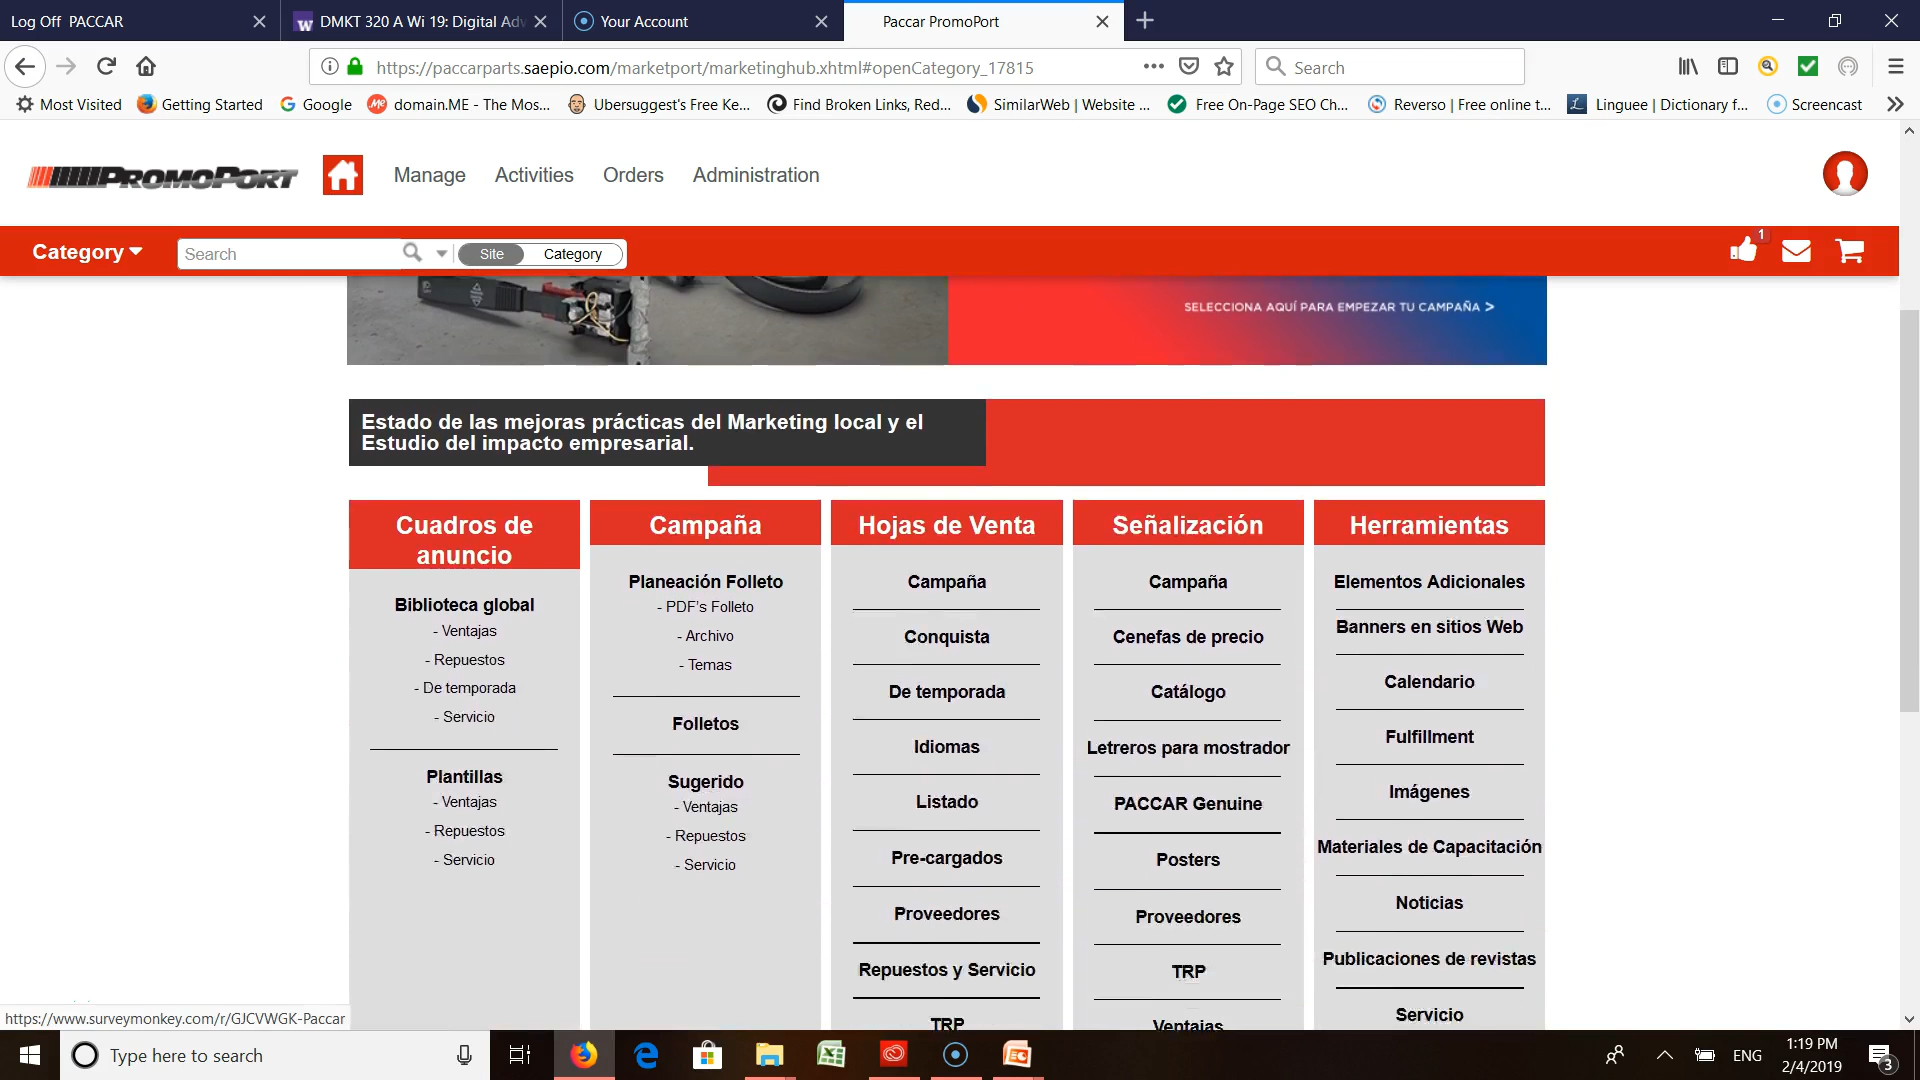 Log Off PACCAR
DMKT 320 A Wi 19: Digital Adv
Your Account
Paccar PromoPort
https://paccarparts.saepio.com/marketport/marketinghub.xhtml#openCategory_17815
Search
Most Visited
Getting Started
Google
domain.ME - The Mos...
Ubersuggest's Free Ke...
Find Broken Links, Red...
SimilarWeb | Website ...
Free On-Page SEO Ch...
Reverso | Free online t...
Linguee | Dictionary f...
Screencast
PROMOPORT
Manage
Activities
Orders
Administration
Category
Search
Site
Category
1
SELECCIONA AQUÍ PARA EMPEZAR TU CAMPAÑA >
Estado de las mejoras prácticas del Marketing local y el
Estudio del impacto empresarial.
Cuadros de
anuncio
Biblioteca global
- Ventajas
- Repuestos
- De temporada
- Servicio
Plantillas
- Ventajas
- Repuestos
- Servicio
Campaña
Planeación Folleto
- PDF's Folleto
- Archivo
- Temas
Folletos
Sugerido
- Ventajas
- Repuestos
- Servicio
Hojas de Venta
Campaña
Conquista
De temporada
Idiomas
Listado
Pre-cargados
Proveedores
Repuestos y Servicio
TRP
Señalización
Campaña
Cenefas de precio
Catálogo
Letreros para mostrador
PACCAR Genuine
Posters
Proveedores
TRP
Ventajas
Herramientas
Elementos Adicionales
Banners en sitios Web
Calendario
Fulfillment
Imágenes
Materiales de Capacitación
Noticias
Publicaciones de revistas
Servicio
https://www.surveymonkey.com/r/GJCVWGK-Paccar
Type here to search
ENG
1:19 PM
2/4/2019
3